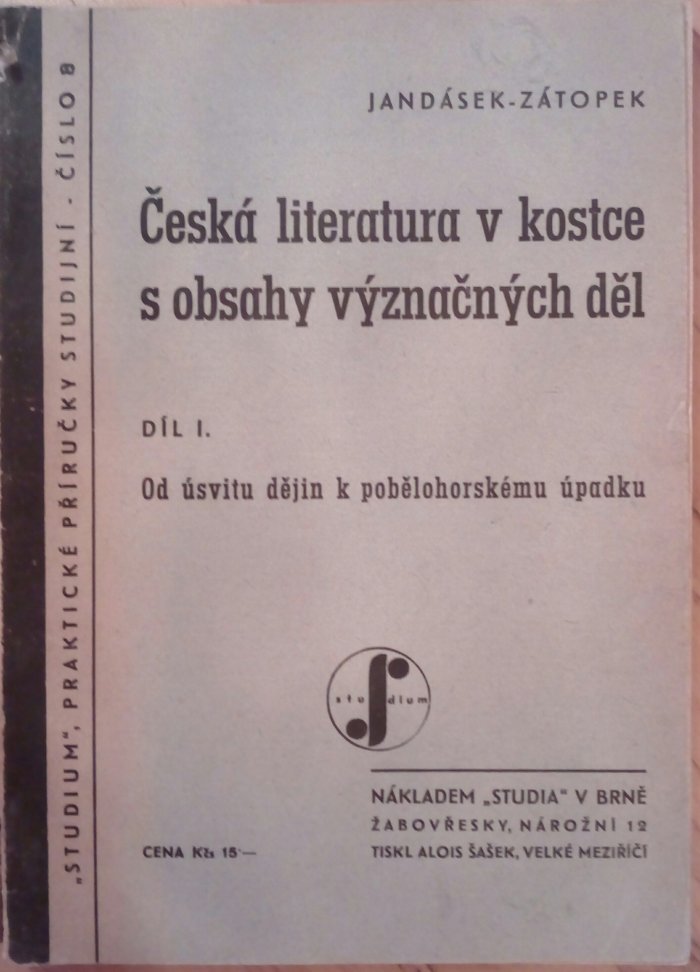 JANDÁSEK-ZÁTOPEK
Česká literatura v kostce
s obsahy význačných děl
DÍL I.
Od úsvitu dějin k pobělohorskému úpadku
studium
NÁKLADEM „STUDIA“ V BRNĚ
ŽABOVŘESKY, NÁROŽNÍ 12
CENA Kčs 15·—
TISKL ALOIS ŠAŠEK, VELKÉ MEZIŘÍČÍ
„STUDIUM“, PRAKTICKÉ PŘÍRUČKY STUDIJNÍ - ČÍSLO 8